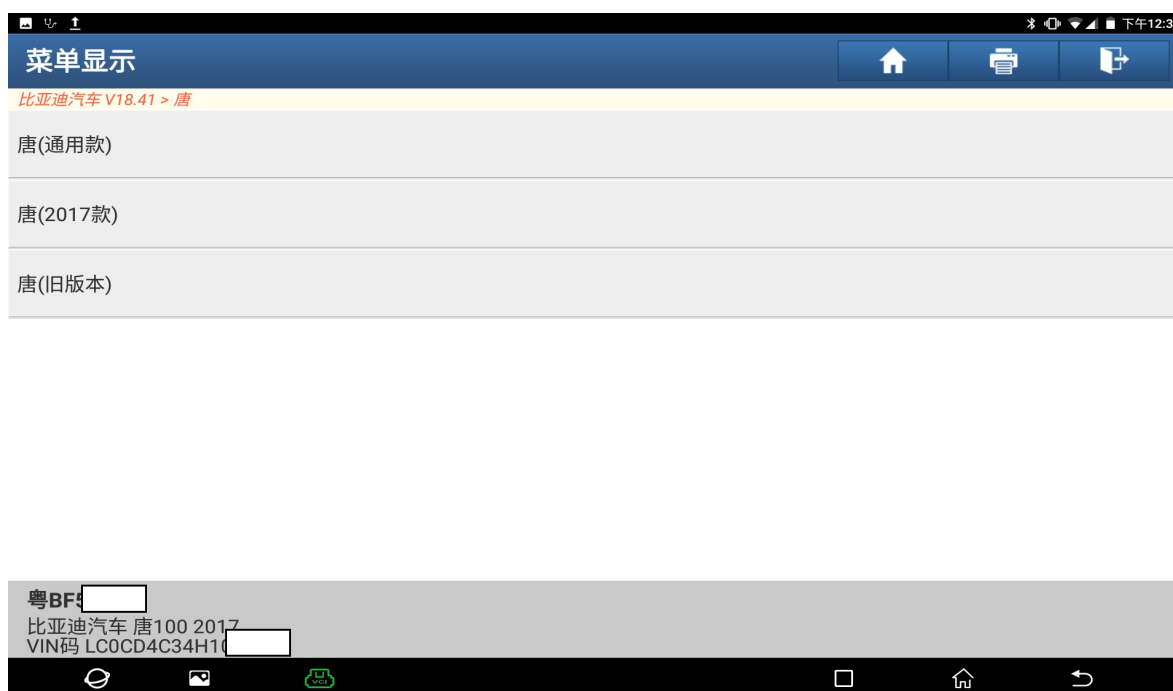 下午12:3
菜单显示
比亚迪汽车 V18.41 > 唐
唐(通用款)
唐(2017款)
唐(旧版本)
粤BF5
比亚迪汽车 唐100 2017
VIN码 LC0CD4C34H10
VCI